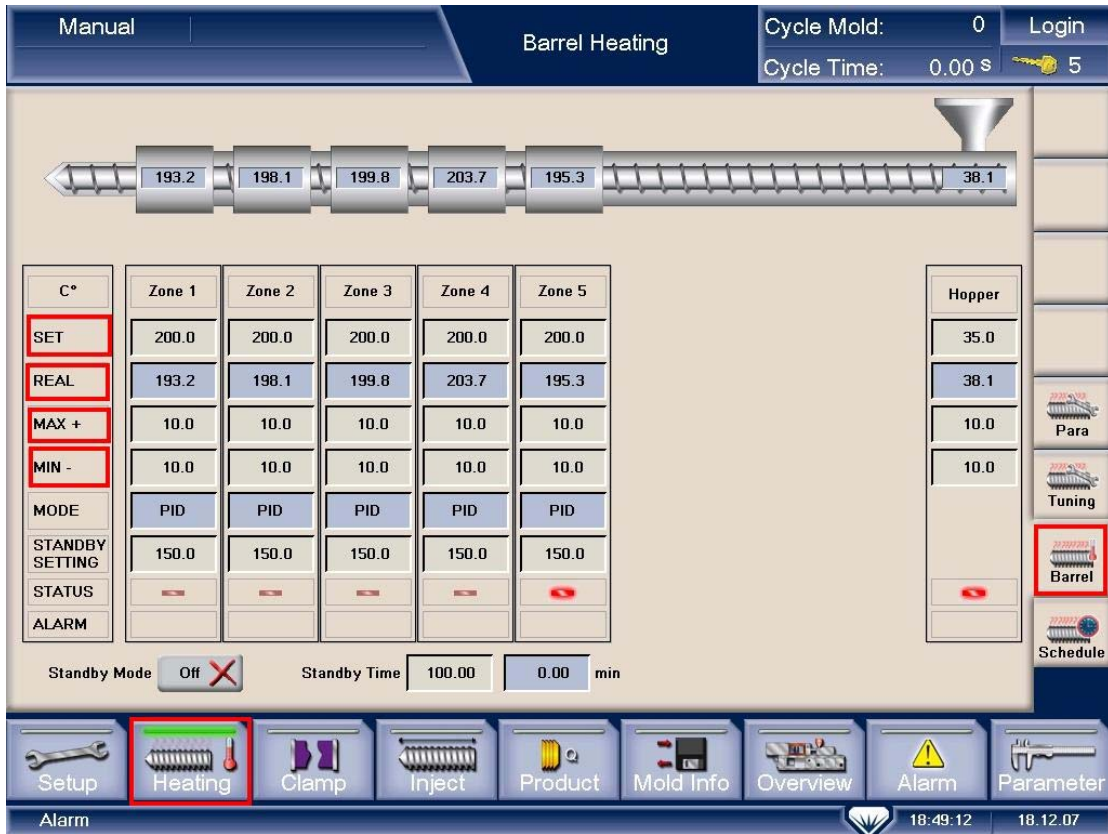 Manual
Barrel Heating
Cycle Mold: 0
Cycle Time: 0.00 s
Login
5
193.2 198.1 199.8 203.7 195.3 38.1
C° Zone 1 Zone 2 Zone 3 Zone 4 Zone 5 Hopper
SET 200.0 200.0 200.0 200.0 200.0 35.0
REAL 193.2 198.1 199.8 203.7 195.3 38.1
MAX + 10.0 10.0 10.0 10.0 10.0 10.0
MIN - 10.0 10.0 10.0 10.0 10.0 10.0
MODE PID PID PID PID PID
STANDBY SETTING 150.0 150.0 150.0 150.0 150.0
STATUS
ALARM
Standby Mode Off Standby Time 100.00 0.00 min
Para
Tuning
Barrel
Schedule
Setup Heating Clamp Inject Product Mold Info Overview Alarm Parameter
Alarm 18:49:12 18.12.07